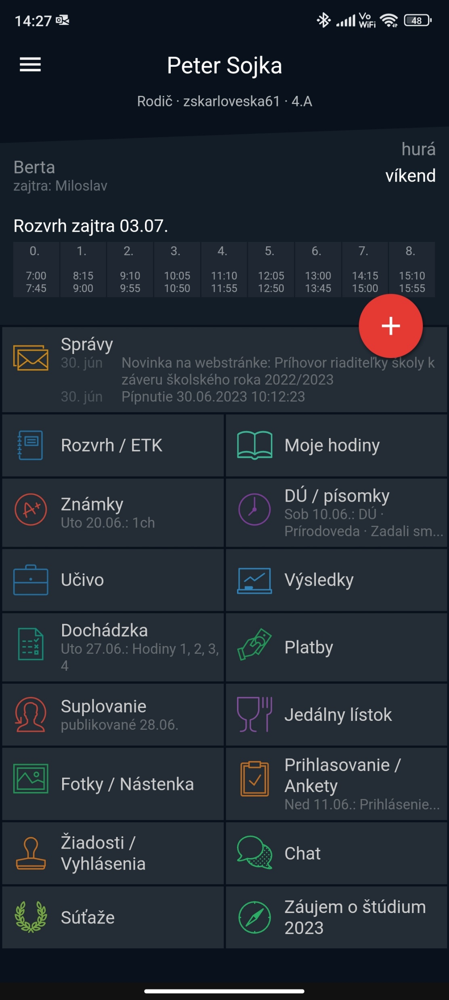 14:27
Vo
WiFi
48
Peter Sojka
Rodič · zskarloveska61 · 4.A
hurá
Berta
víkend
zajtra: Miloslav
Rozvrh zajtra 03.07.
0. 1. 2. 3. 4. 5. 6. 7. 8.
7:00 8:15 9:10 10:05 11:10 12:05 13:00 14:15 15:10
7:45 9:00 9:55 10:50 11:55 12:50 13:45 15:00 15:55
Správy
30. jún Novinka na webstránke: Príhovor riaditeľky školy k
záveru školského roka 2022/2023
30. jún Pípnutie 30.06.2023 10:12:23
Rozvrh / ETK
Moje hodiny
A+
Známky
Uto 20.06.: 1ch
DÚ / písomky
Sob 10.06.: DÚ ·
Prírodoveda · Zadali sm...
Učivo
Výsledky
Dochádzka
Uto 27.06.: Hodiny 1, 2, 3,
4
Platby
Suplovanie
publikované 28.06.
Jedálny lístok
Fotky / Nástenka
Prihlasovanie /
Ankety
Ned 11.06.: Prihlásenie...
Žiadosti /
Vyhlásenia
Chat
Súťaže
Záujem o štúdium
2023